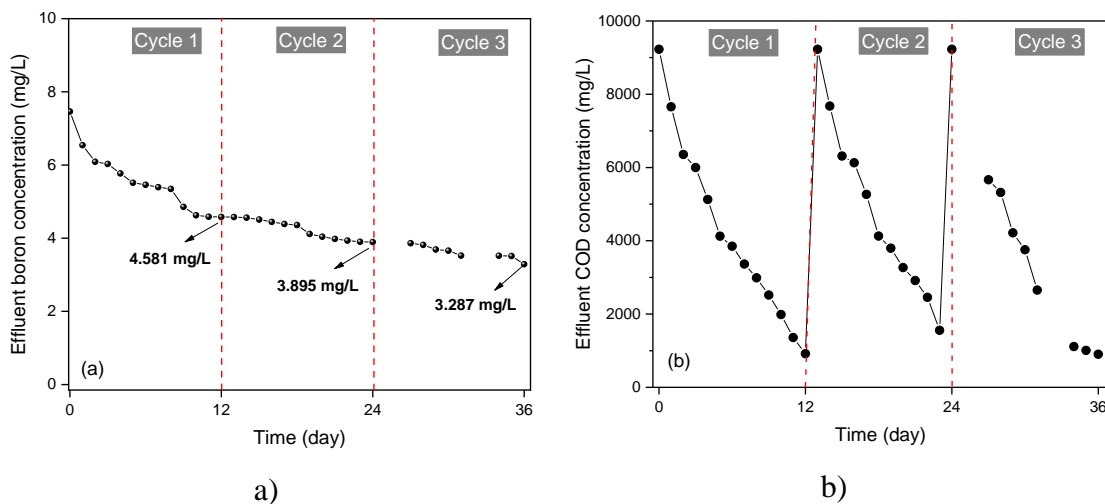 Effluent boron concentration (mg/L)
10
8
6
4
2
0
Cycle 1
Cycle 2
Cycle 3
4.581 mg/L
3.895 mg/L
3.287 mg/L
(a)
0
12
24
36
Time (day)
a)
Effluent COD concentration (mg/L)
10000
8000
6000
4000
2000
0
Cycle 1
Cycle 2
Cycle 3
(b)
0
12
24
36
Time (day)
b)